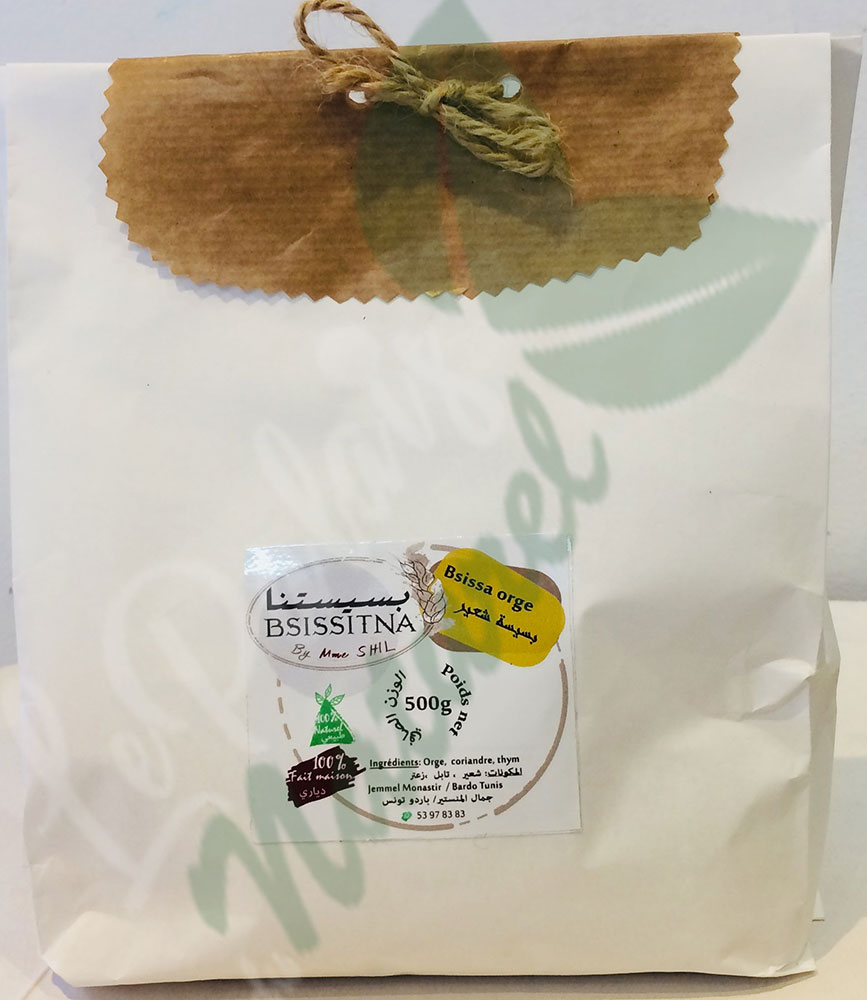 بسيستنا
BSISSITNA
By Mme SHIL
Bsissa orge
بسيسة شعير
الوزن الصافي
500g
Poids net
100%
Naturel
طبيعي
100%
Fait maison
دياري
Ingrédients: Orge, coriandre, thym
المكونات: شعير ، تابل ،زعتر
Jemmel Monastir / Bardo Tunis
جمال المنستير/ باردو تونس
53 97 83 83